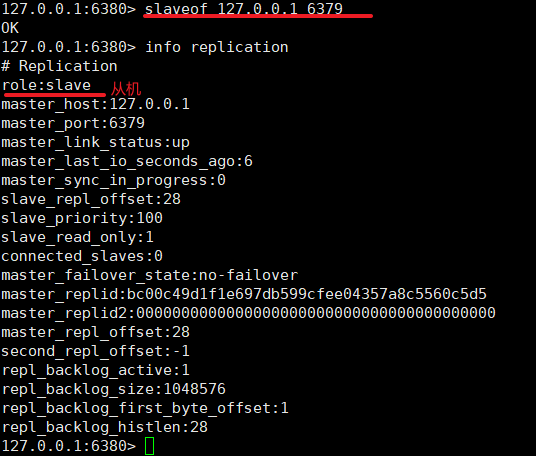 127.0.0.1:6380> slaveof 127.0.0.1 6379
OK
127.0.0.1:6380> info replication
# Replication
role:slave 从机
master_host:127.0.0.1
master_port:6379
master_link_status:up
master_last_io_seconds_ago:6
master_sync_in_progress:0
slave_repl_offset:28
slave_priority:100
slave_read_only:1
connected_slaves:0
master_failover_state:no-failover
master_replid:bc00c49d1f1e697db599cfee04357a8c5560c5d5
master_replid2:0000000000000000000000000000000000000000
master_repl_offset:28
second_repl_offset:-1
repl_backlog_active:1
repl_backlog_size:1048576
repl_backlog_first_byte_offset:1
repl_backlog_histlen:28
127.0.0.1:6380>